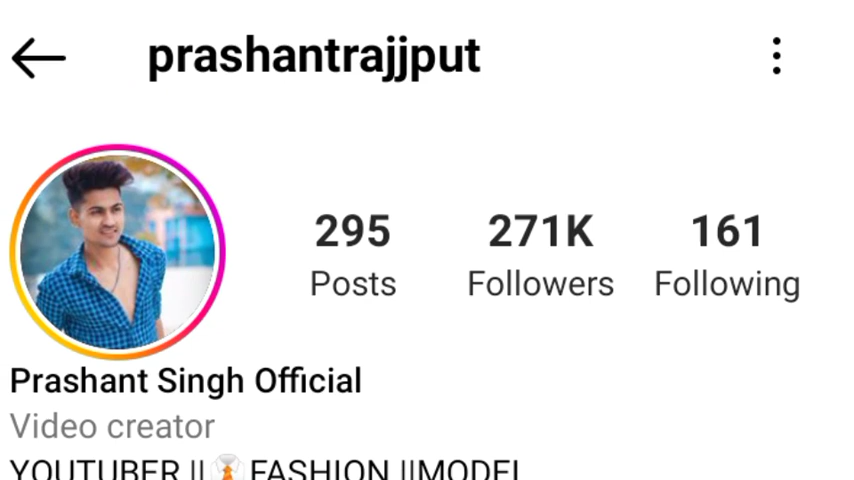 prashantrajjput
295 271K 161
Posts Followers Following
Prashant Singh Official
Video creator
YOUTUBER ||👔FASHION ||MODEL